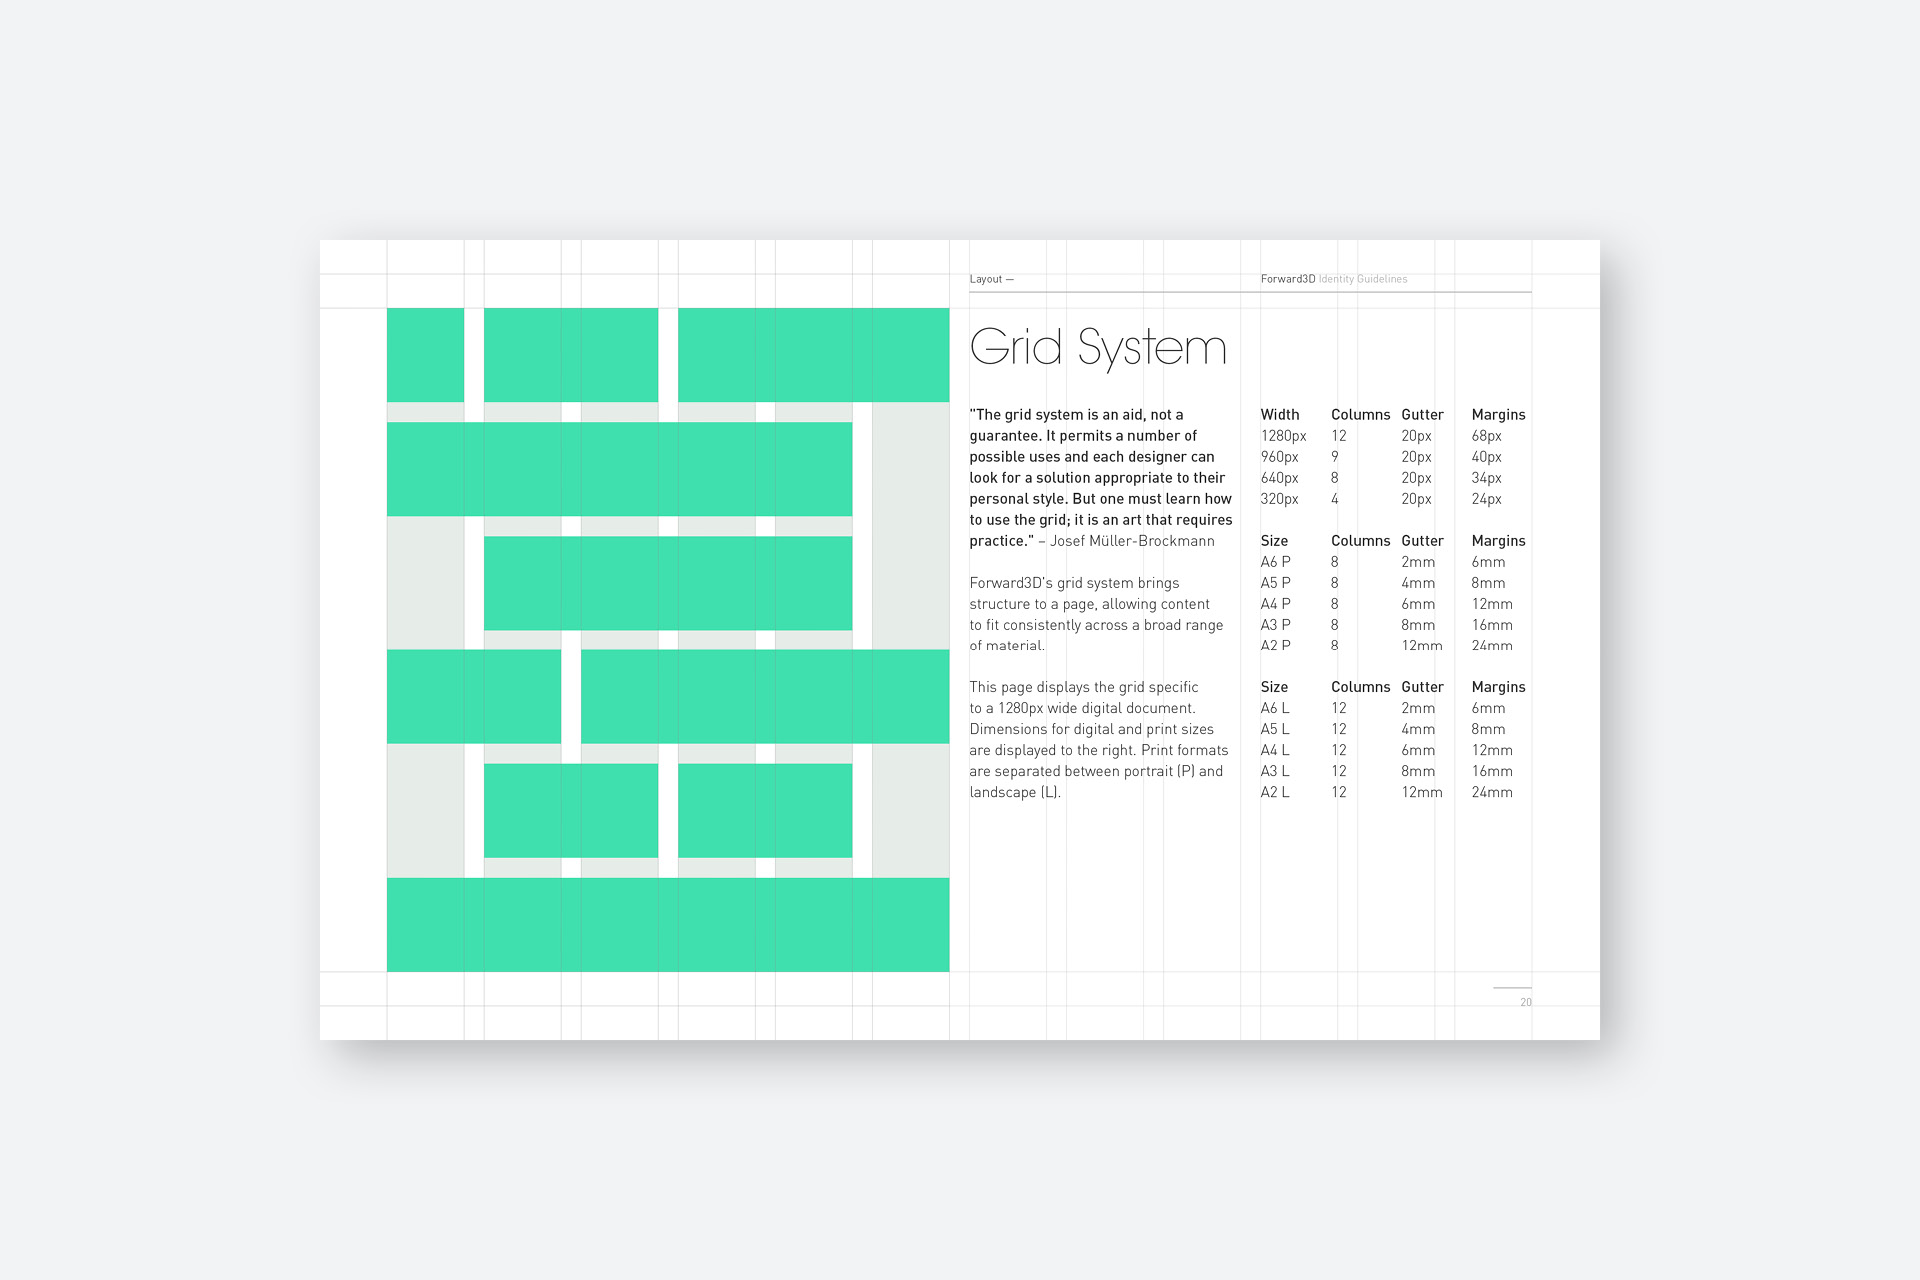 Layout —
Forward3D Identity Guidelines
Grid System
"The grid system is an aid, not a
guarantee. It permits a number of
possible uses and each designer can
look for a solution appropriate to their
personal style. But one must learn how
to use the grid; it is an art that requires
practice." – Josef Müller-Brockmann
Forward3D's grid system brings
structure to a page, allowing content
to fit consistently across a broad range
of material.
This page displays the grid specific
to a 1280px wide digital document.
Dimensions for digital and print sizes
are displayed to the right. Print formats
are separated between portrait (P) and
landscape (L).
Width Columns Gutter Margins
1280px 12 20px 68px
960px 9 20px 40px
640px 8 20px 34px
320px 4 20px 24px
Size Columns Gutter Margins
A6 P 8 2mm 6mm
A5 P 8 4mm 8mm
A4 P 8 6mm 12mm
A3 P 8 8mm 16mm
A2 P 8 12mm 24mm
Size Columns Gutter Margins
A6 L 12 2mm 6mm
A5 L 12 4mm 8mm
A4 L 12 6mm 12mm
A3 L 12 8mm 16mm
A2 L 12 12mm 24mm
20